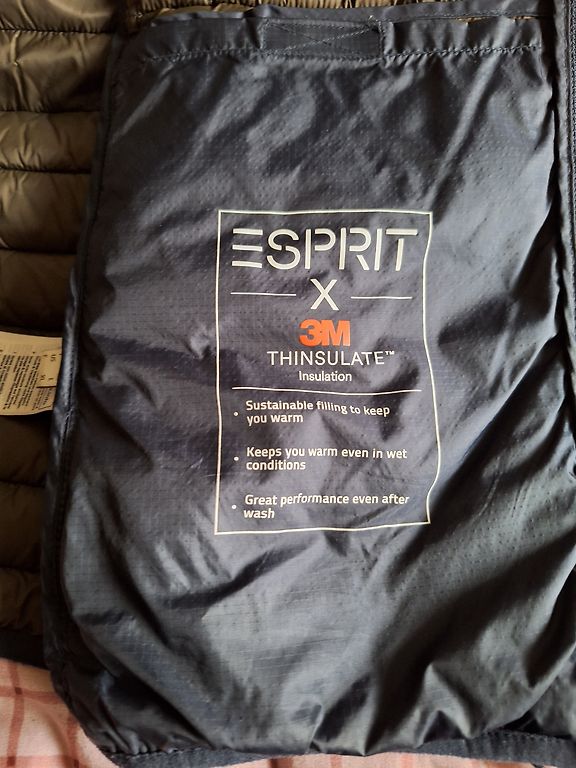 ESPRIT
X
3M
THINSULATE™
Insulation
• Sustainable filling to keep
you warm
• Keeps you warm even in wet
conditions
• Great performance even after
wash